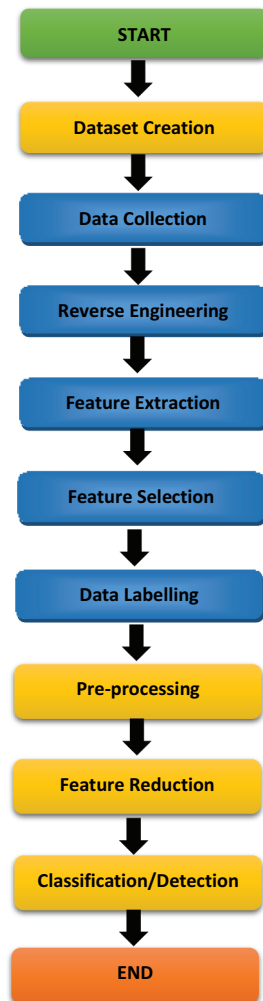 START
Dataset Creation
Data Collection
Reverse Engineering
Feature Extraction
Feature Selection
Data Labelling
Pre-processing
Feature Reduction
Classification/Detection
END